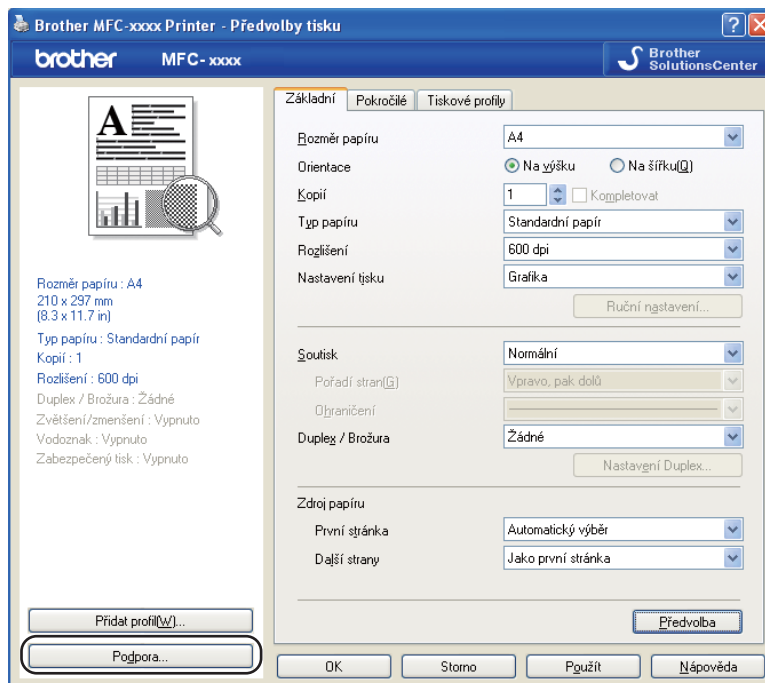 Brother MFC-xxxx Printer - Předvolby tisku
brother MFC- xxxx
Brother
SolutionsCenter
A
Rozměr papíru : A4
210 x 297 mm
(8.3 x 11.7 in)
Typ papíru : Standardní papír
Kopií : 1
Rozlišení : 600 dpi
Duplex / Brožura : Žádné
Zvětšení/zmenšení : Vypnuto
Vodoznak : Vypnuto
Zabezpečený tisk : Vypnuto
Přidat profil(W)...
Podpora...
Základní Pokročilé Tiskové profily
Rozměr papíru A4
Orientace Na výšku Na šířku(Q)
Kopií 1 Kompletovat
Typ papíru Standardní papír
Rozlišení 600 dpi
Nastavení tisku Grafika
Ruční nastavení...
Soutisk Normální
Pořadí stran(G) Vpravo, pak dolů
Ohraničení
Duplex / Brožura Žádné
Nastavení Duplex...
Zdroj papíru
První stránka Automatický výběr
Další strany Jako první stránka
Předvolba
OK Storno Použít Nápověda